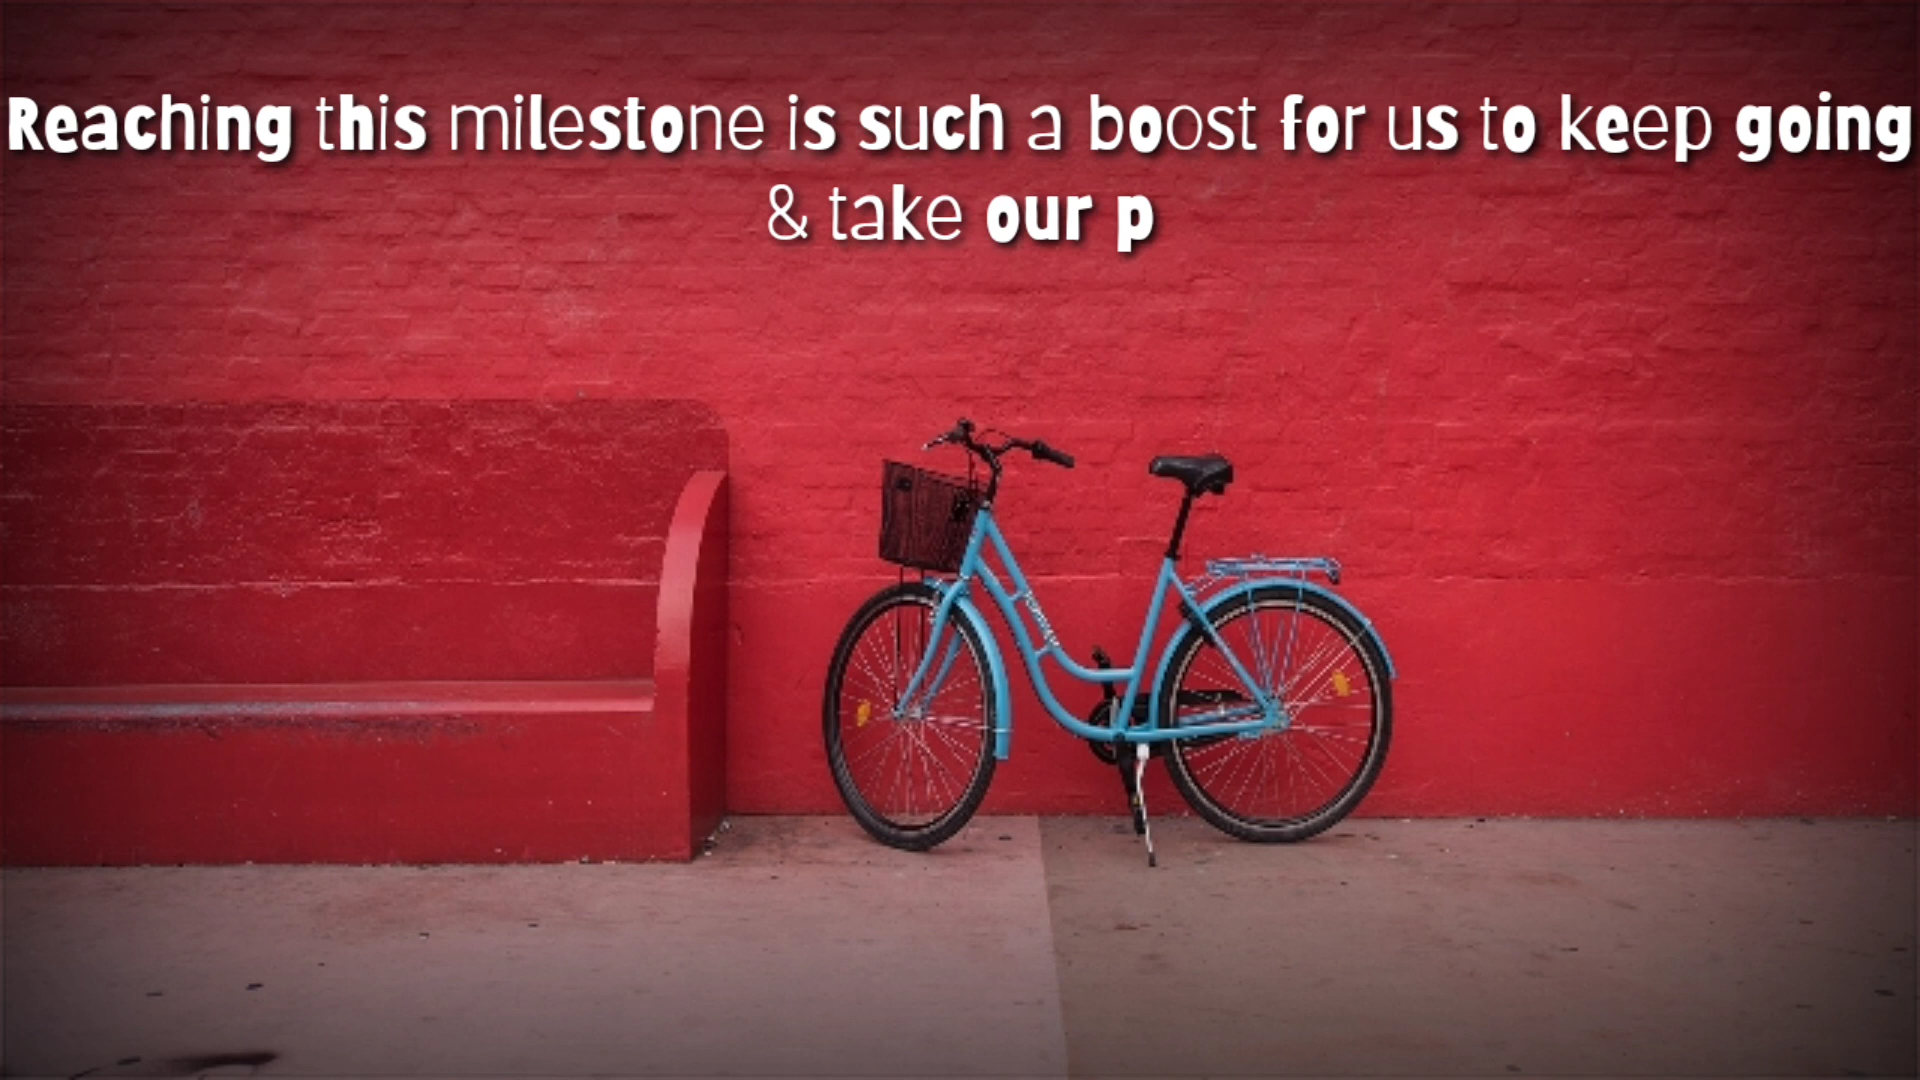 Reaching this milestone is such a boost for us to keep going
& take our p